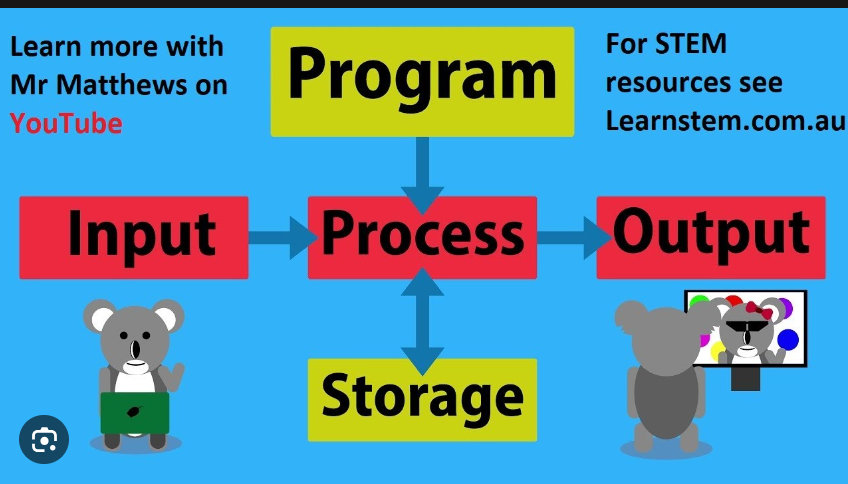 Learn more with
Mr Matthews on
YouTube
Program
For STEM
resources see
Learnstem.com.au
Input
Process
Output
Storage